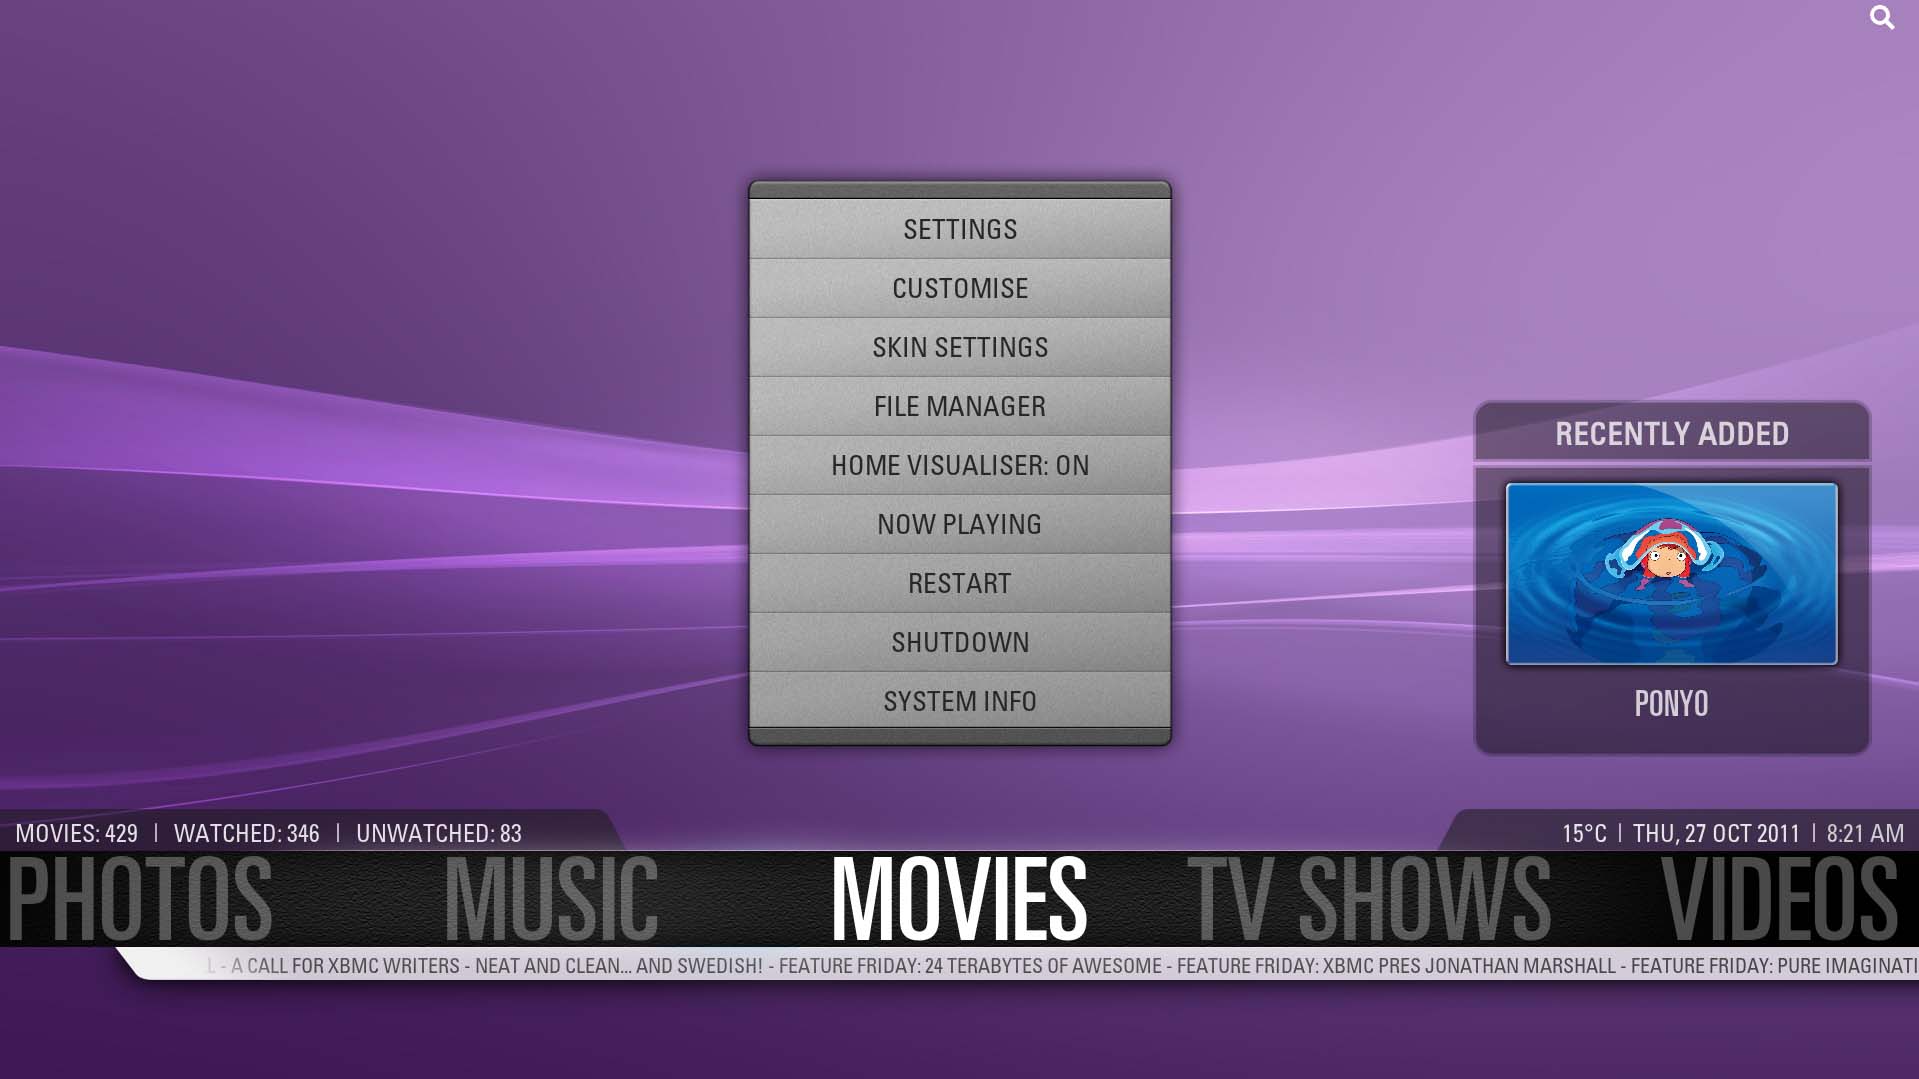 SETTINGS
CUSTOMISE
SKIN SETTINGS
FILE MANAGER
HOME VISUALISER: ON
NOW PLAYING
RESTART
SHUTDOWN
SYSTEM INFO
RECENTLY ADDED
PONYO
MOVIES: 429 | WATCHED: 346 | UNWATCHED: 83
15°C | THU, 27 OCT 2011 | 8:21 AM
PHOTOS MUSIC MOVIES TV SHOWS VIDEOS
L - A CALL FOR XBMC WRITERS - NEAT AND CLEAN... AND SWEDISH! - FEATURE FRIDAY: 24 TERABYTES OF AWESOME - FEATURE FRIDAY: XBMC PRES JONATHAN MARSHALL - FEATURE FRIDAY: PURE IMAGINATI